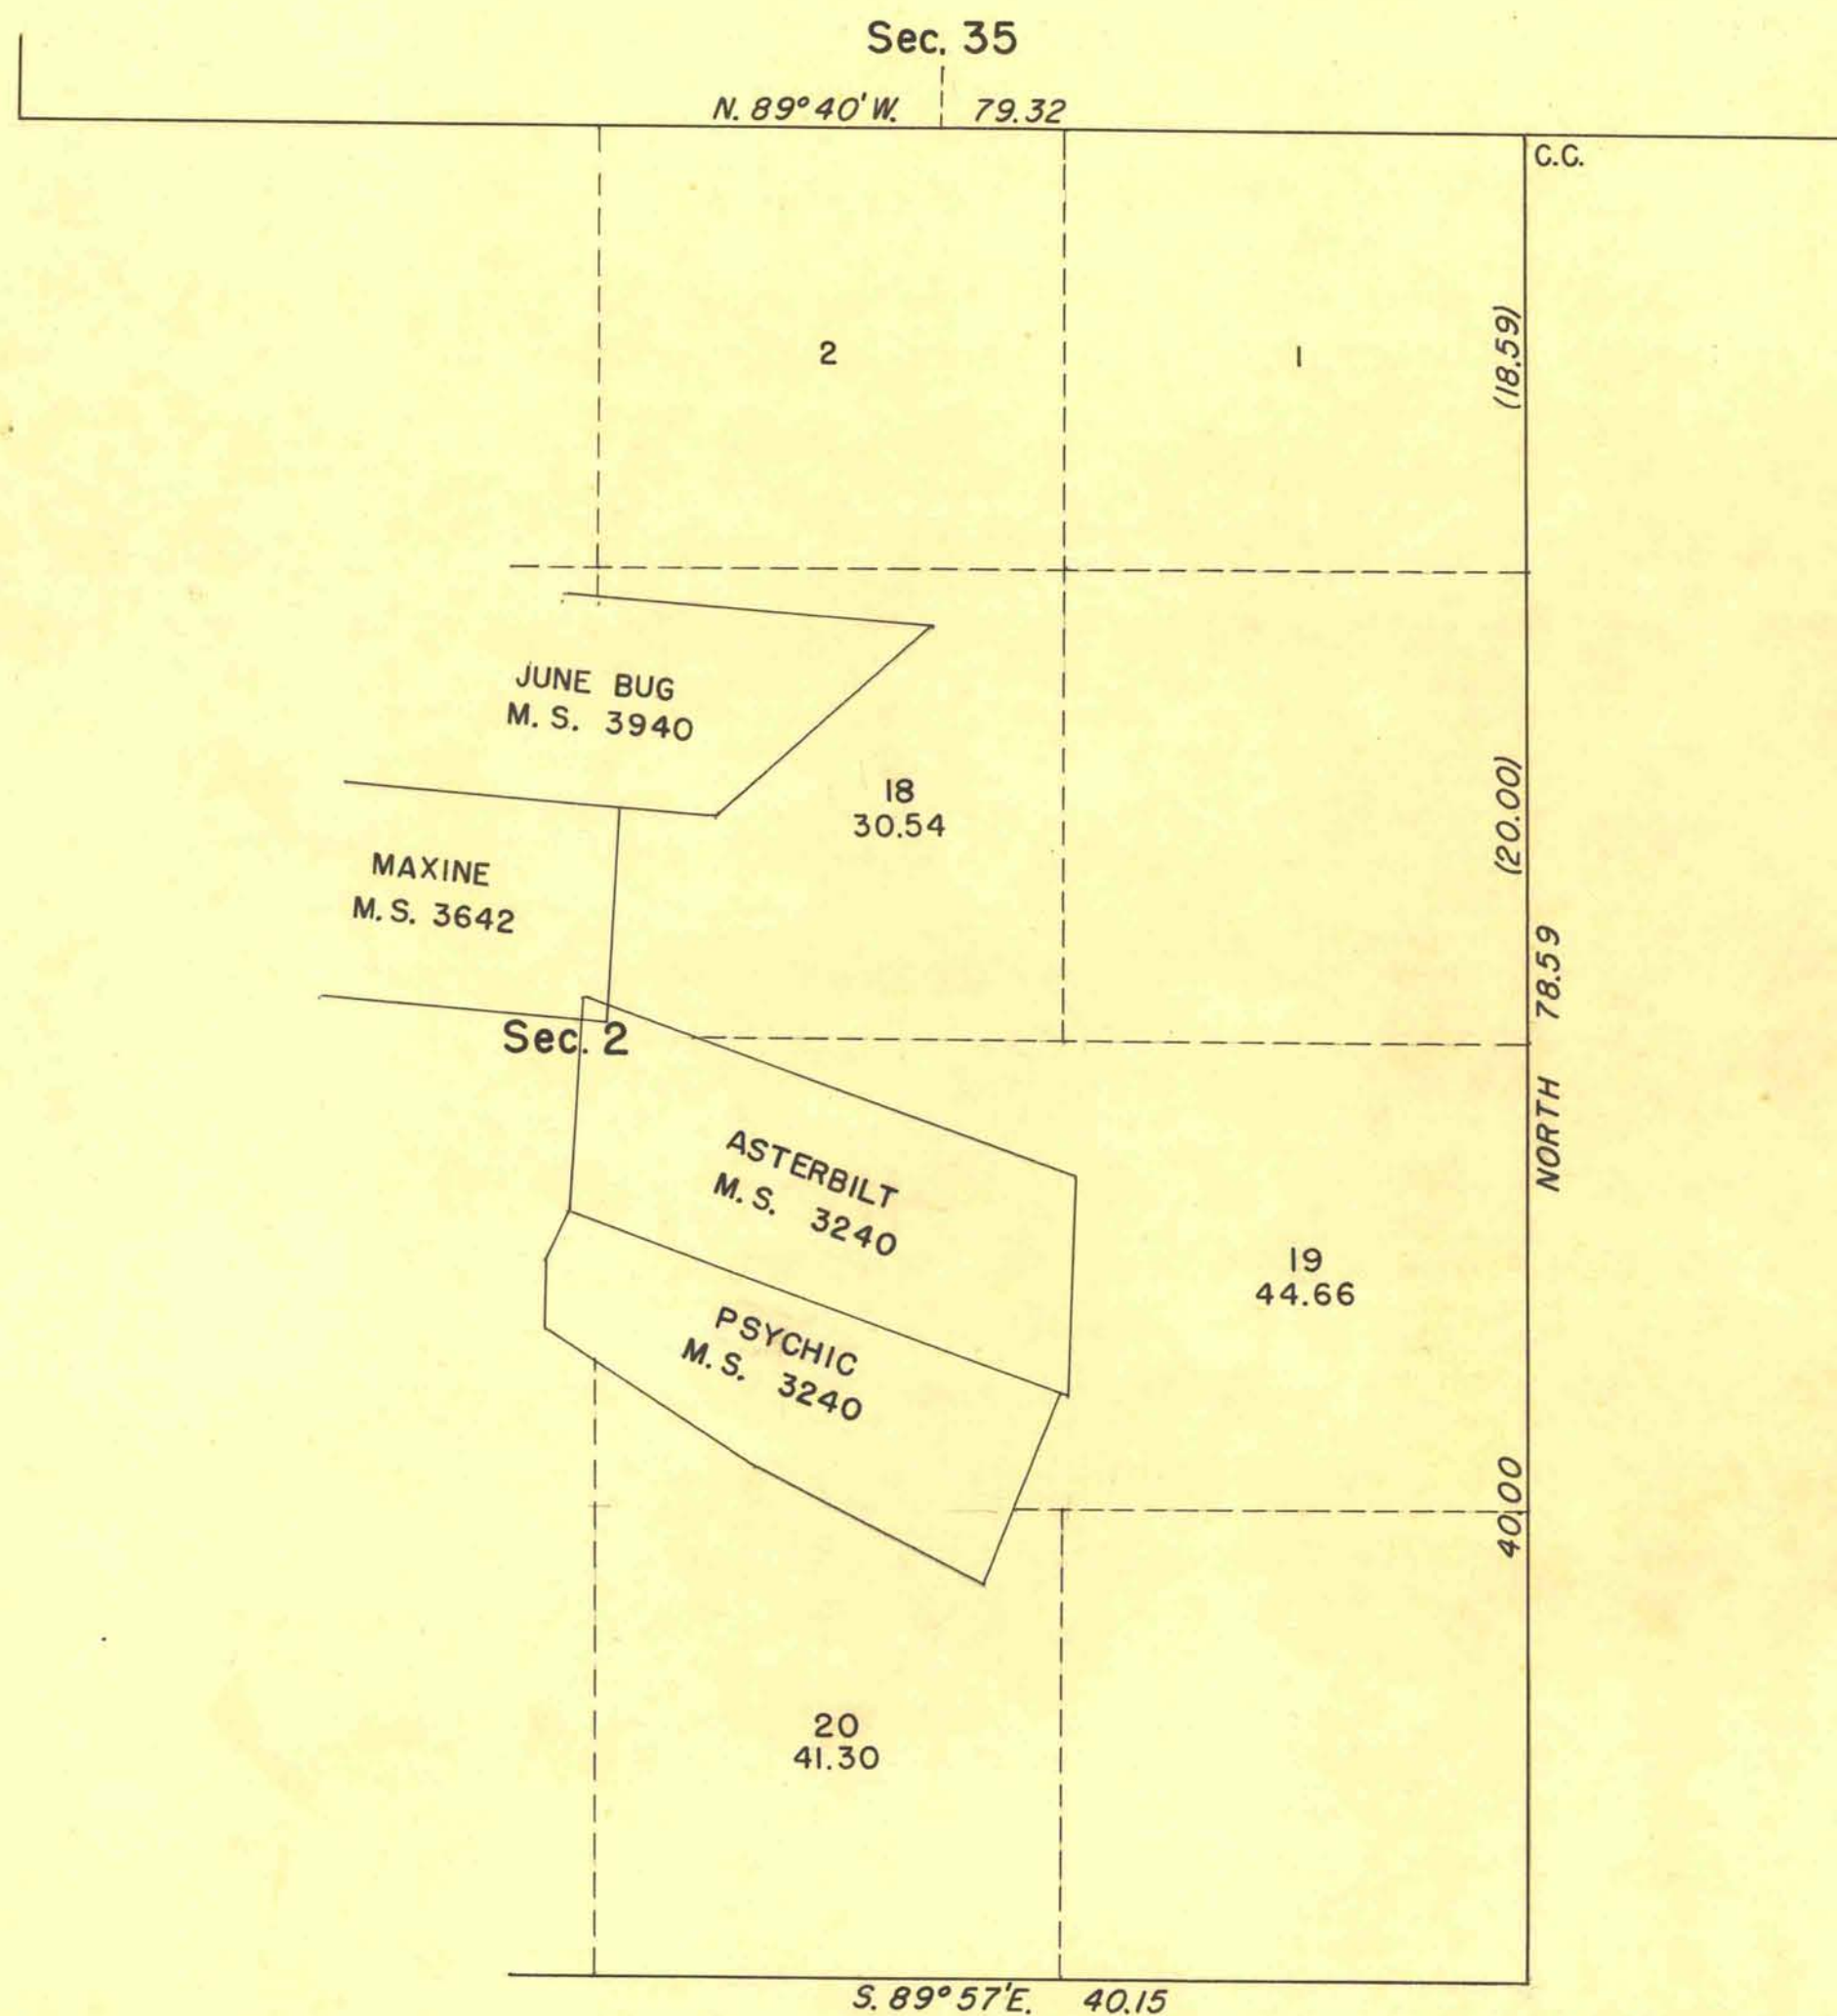 Sec. 35
N. 89°40'W. 79.32
C.C.
2
1
(18.59)
JUNE BUG
M. S. 3940
18
30.54
(20.00)
MAXINE
M. S. 3642
NORTH 78.59
Sec. 2
ASTERBILT
M. S. 3240
19
44.66
PSYCHIC
M. S. 3240
40.00
20
41.30
S. 89°57'E. 40.15